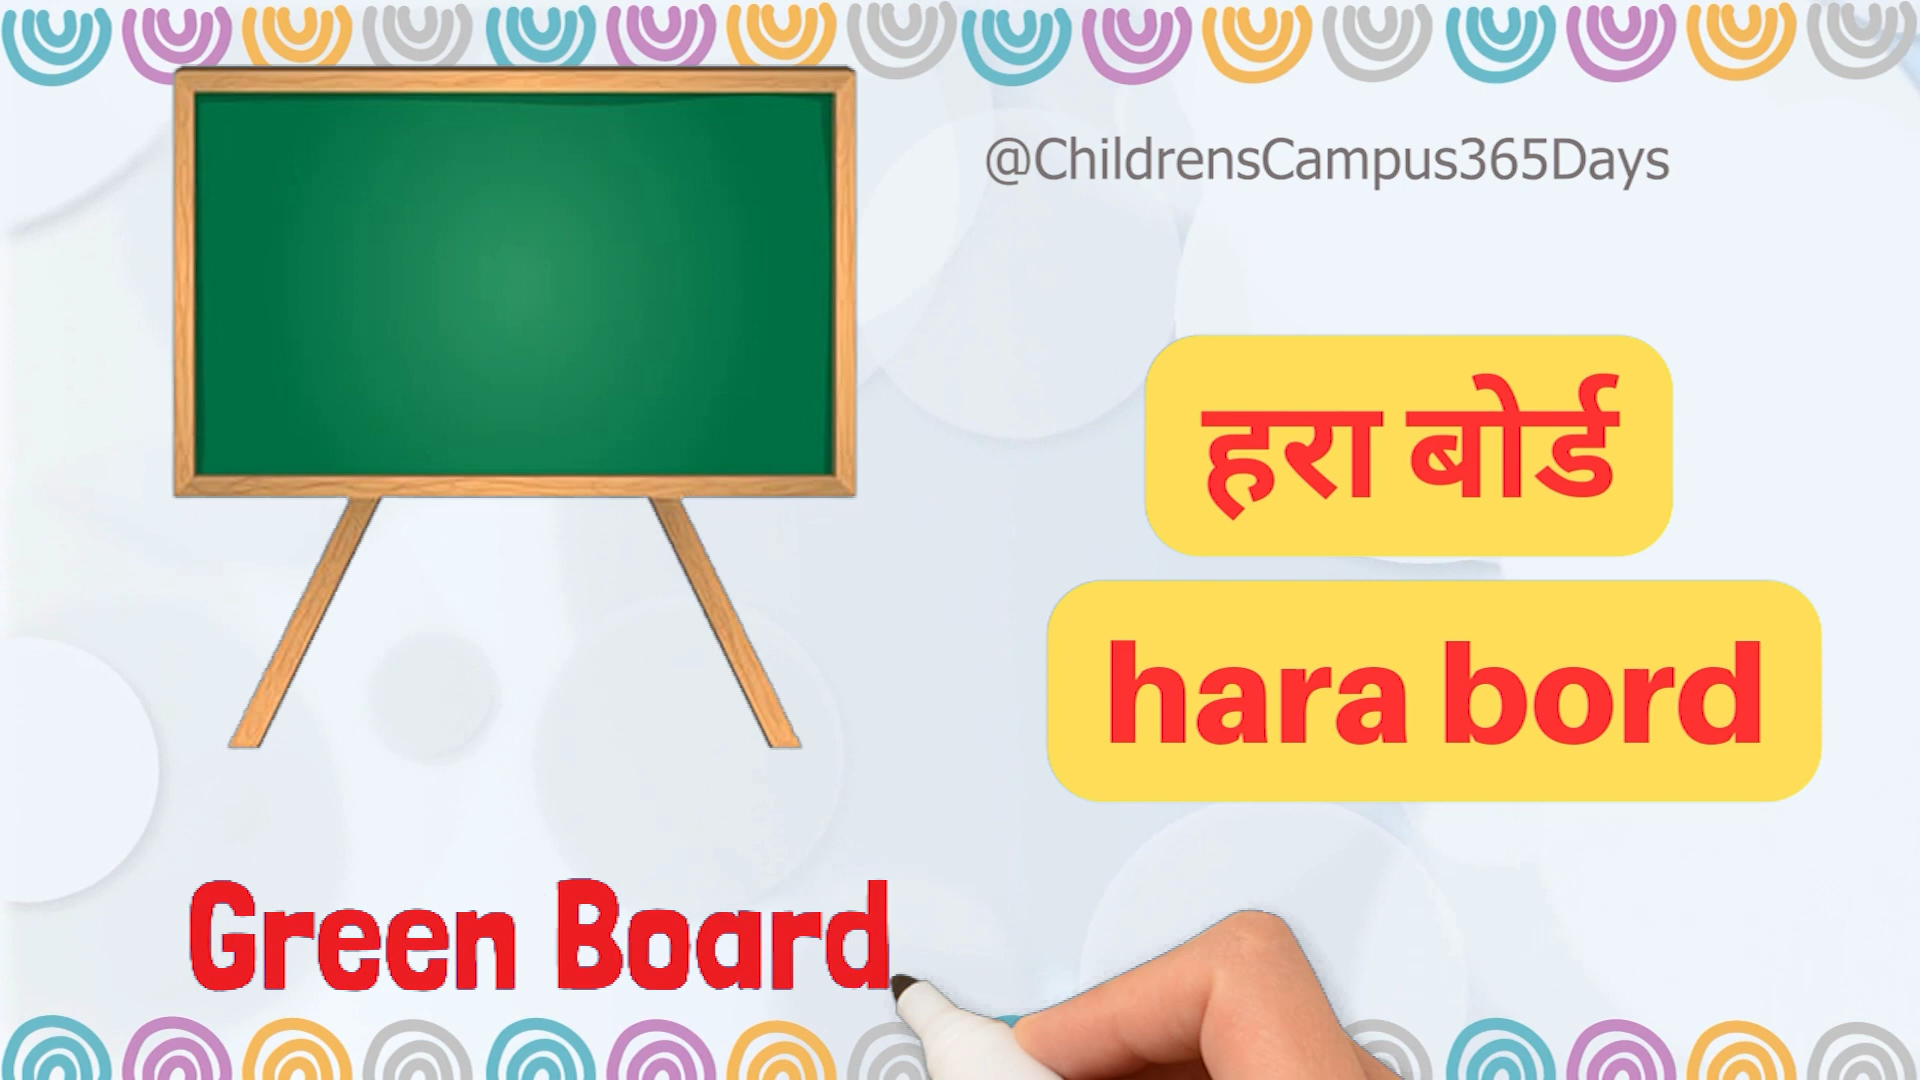 @ChildrensCampus365Days
हरा बोर्ड
hara bord
Green Board